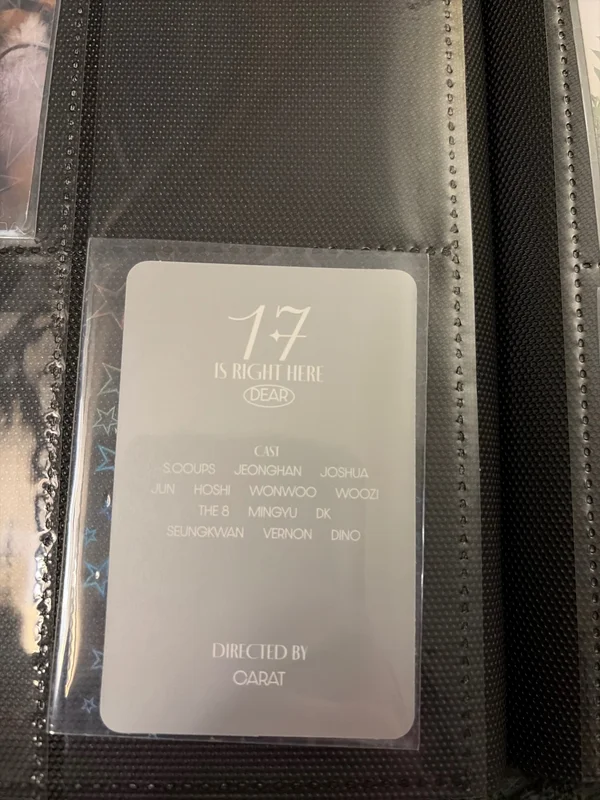 17
IS RIGHT HERE
DEAR
CAST
S.COUPS JEONGHAN JOSHUA
JUN HOSHI WONWOO WOOZI
THE 8 MINGYU DK
SEUNGKWAN VERNON DINO
DIRECTED BY
CARAT